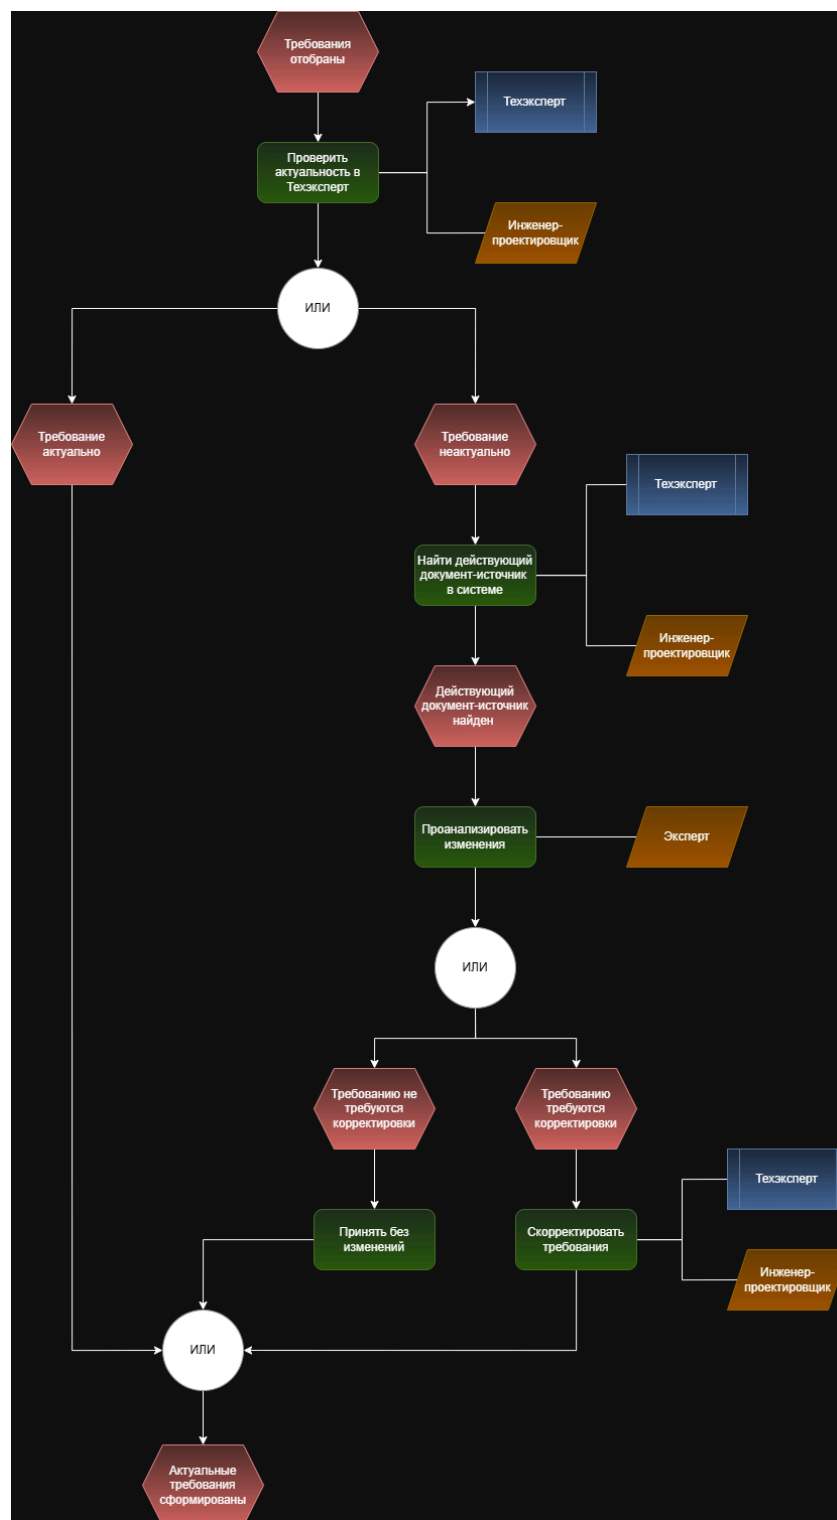 Требования
отобраны
Техэксперт
Проверить
актуальность в
Техэксперт
Инженер-
проектировщик
ИЛИ
Требование
актуально
Требование
неактуально
Техэксперт
Найти действующий
документ-источник
в системе
Инженер-
проектировщик
Действующий
документ-источник
найден
Проанализировать
изменения
Эксперт
ИЛИ
Требованию не
требуются
корректировки
Требованию
требуются
корректировки
Техэксперт
Принять без
изменений
Скорректировать
требования
Инженер-
проектировщик
ИЛИ
Актуальные
требования
сформированы